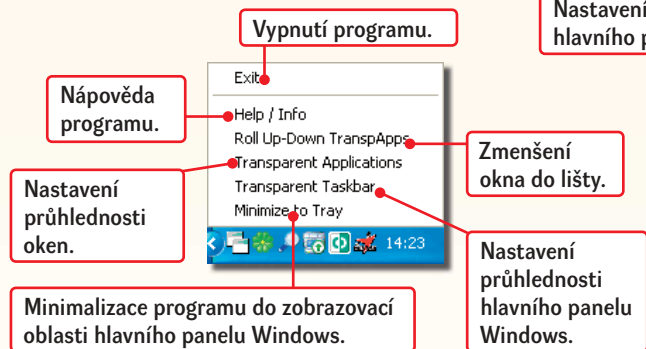 Vypnutí programu.
Nastavení
hlavního p
Exit
Nápověda
programu.
Help / Info
Roll Up-Down TranspApps
Transparent Applications
Transparent Taskbar
Minimize to Tray
Zmenšení
okna do lišty.
Nastavení
průhlednosti
oken.
14:23
Nastavení
průhlednosti
hlavního panelu
Windows.
Minimalizace programu do zobrazovací
oblasti hlavního panelu Windows.